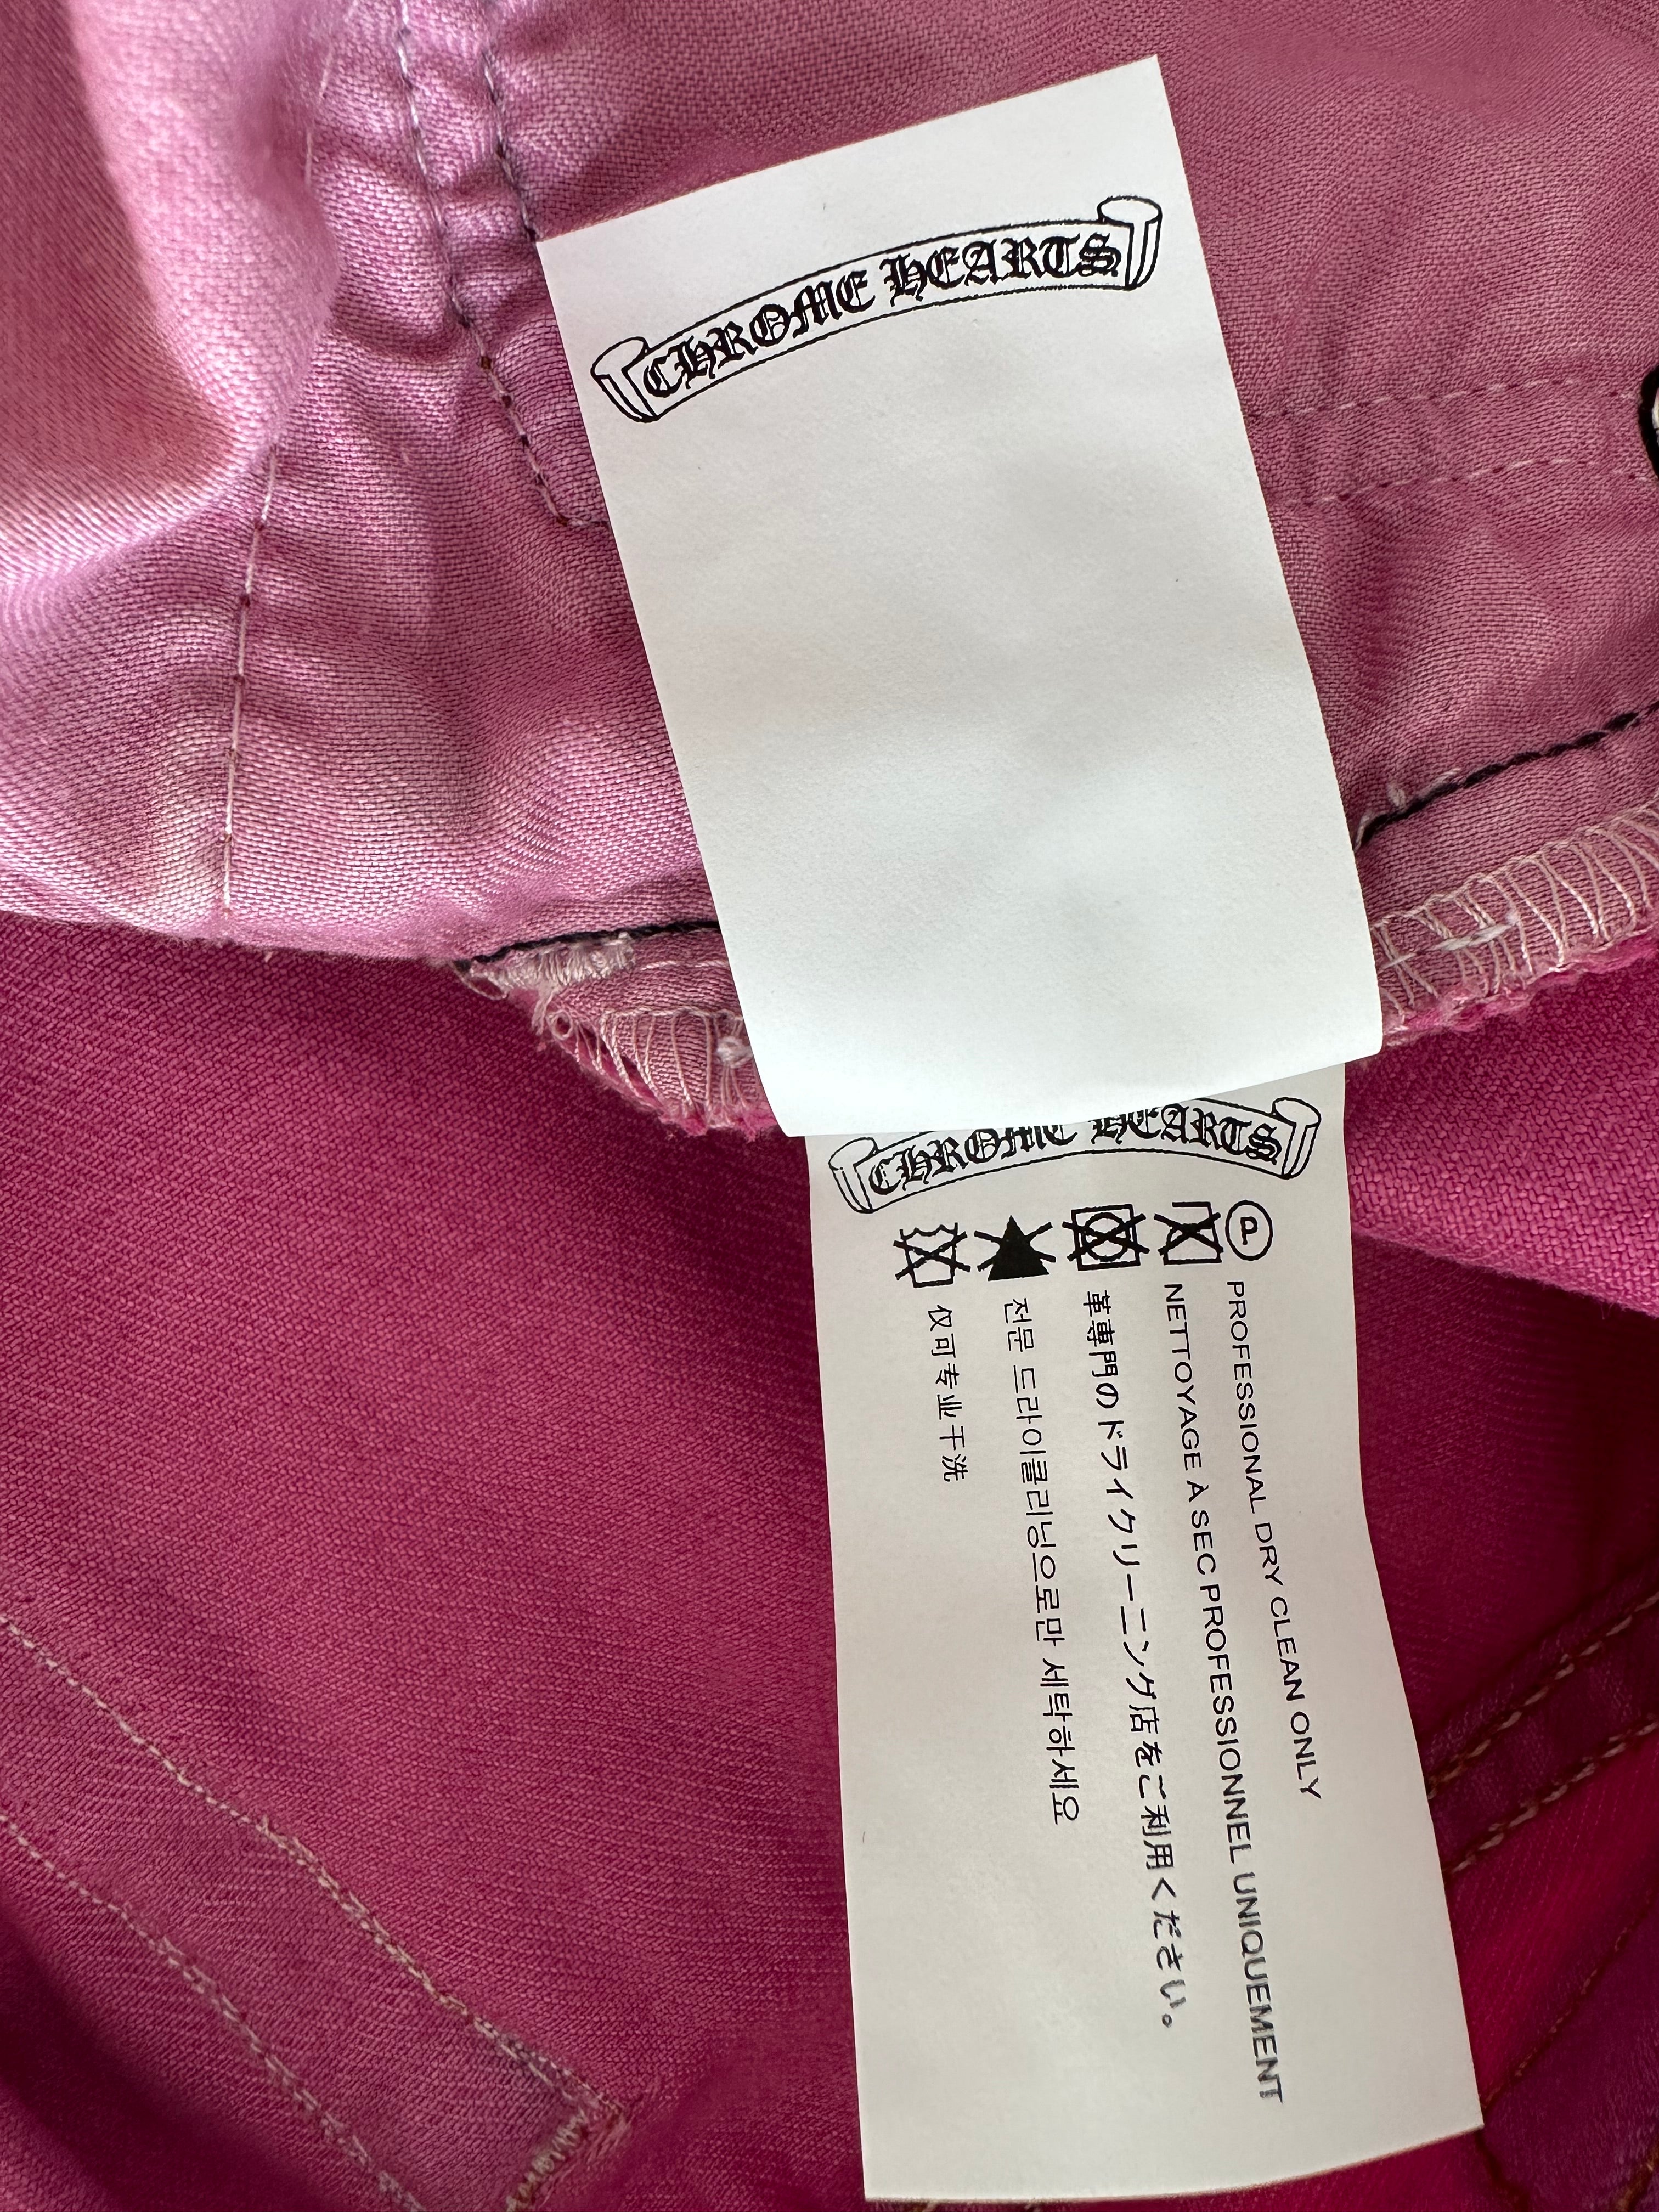 CHROME HEARTS
CHROME HEARTS
P
PROFESSIONAL DRY CLEAN ONLY
NETTOYAGE À SEC PROFESSIONNEL UNIQUEMENT
革専門のドライクリーニング店をご利用ください。
전문 드라이클리닝으로만 세탁하세요
仅可专业干洗